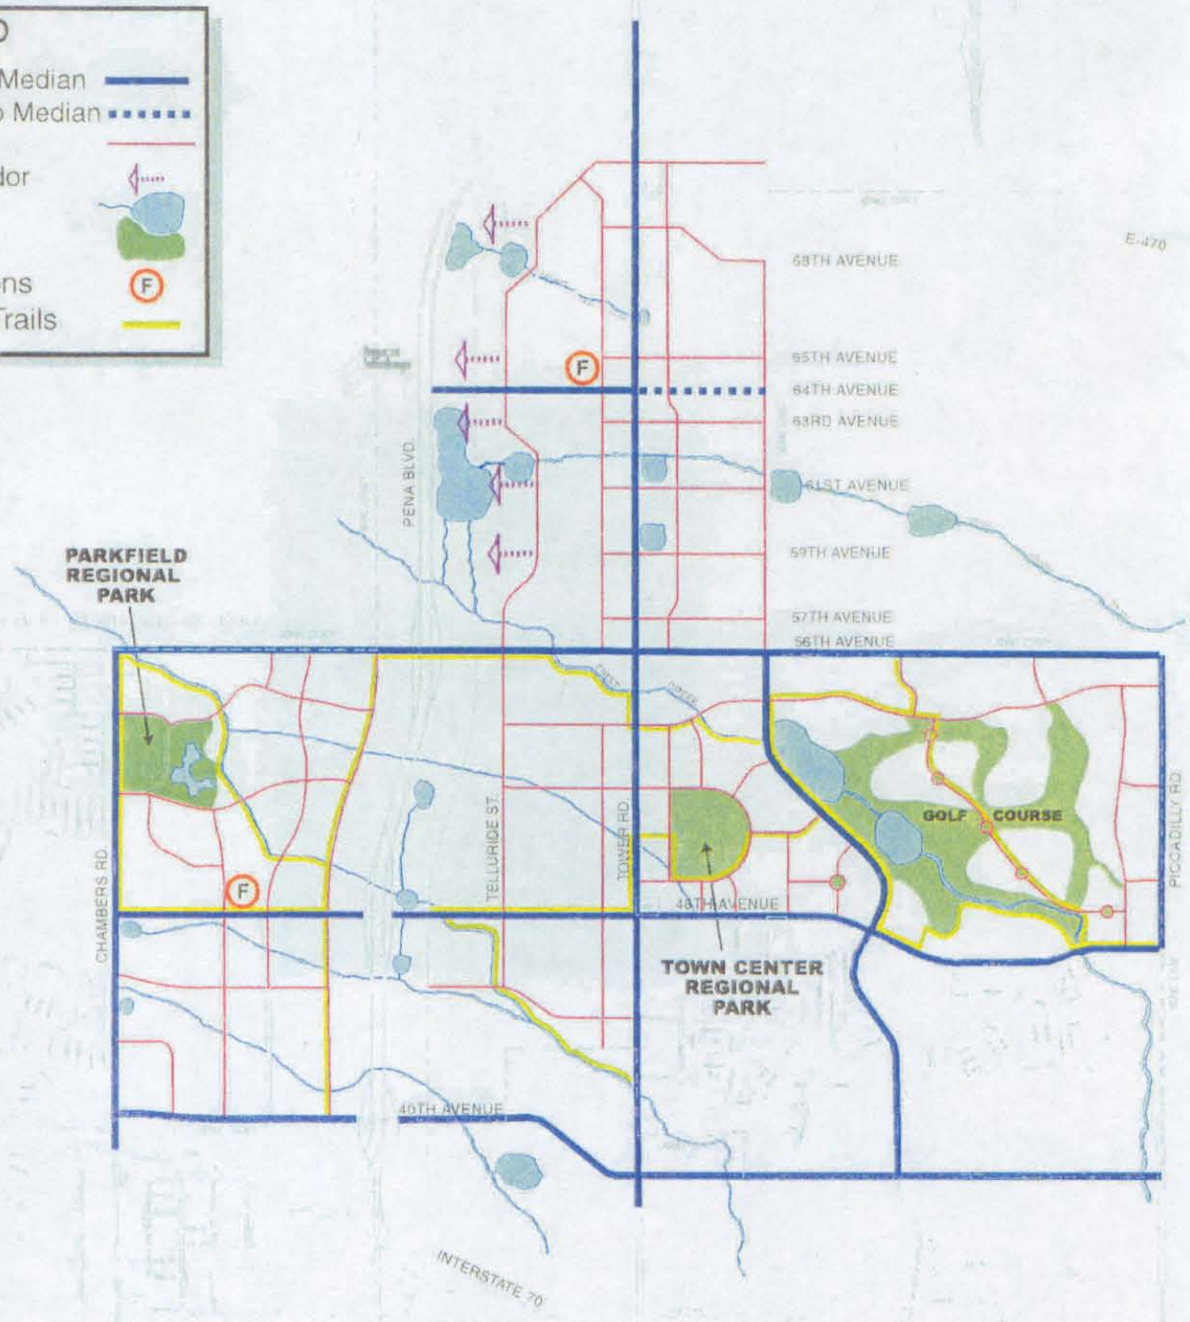 Median
Median
F
Trails
E-470
68TH AVENUE
65TH AVENUE
F
64TH AVENUE
63RD AVENUE
PENA BLVD.
61ST AVENUE
59TH AVENUE
PARKFIELD
REGIONAL
PARK
57TH AVENUE
56TH AVENUE
FIRST CREEK
GOLF COURSE
TELLURIDE ST.
TOWER RD.
PICCADILLY RD.
CHAMBERS RD.
F
48TH AVENUE
TOWN CENTER
REGIONAL
PARK
40TH AVENUE
INTERSTATE 70